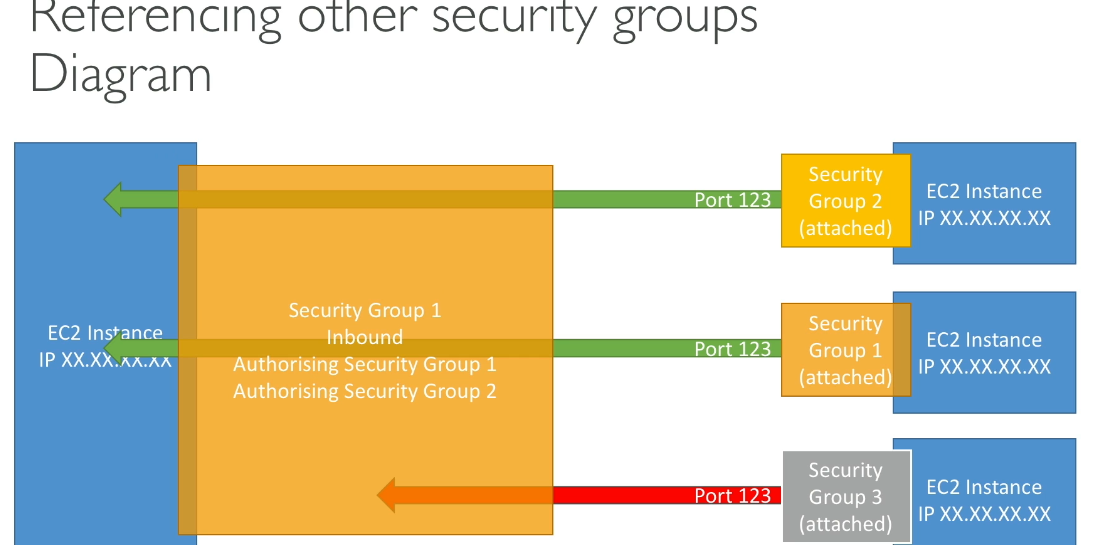 Referencing other security groups
Diagram
EC2 Instance
IP XX.XX.XX.XX
Security Group 1
Inbound
Authorising Security Group 1
Authorising Security Group 2
Port 123
Security
Group 2
(attached)
EC2 Instance
IP XX.XX.XX.XX
Port 123
Security
Group 1
(attached)
EC2 Instance
IP XX.XX.XX.XX
Port 123
Security
Group 3
(attached)
EC2 Instance
IP XX.XX.XX.XX